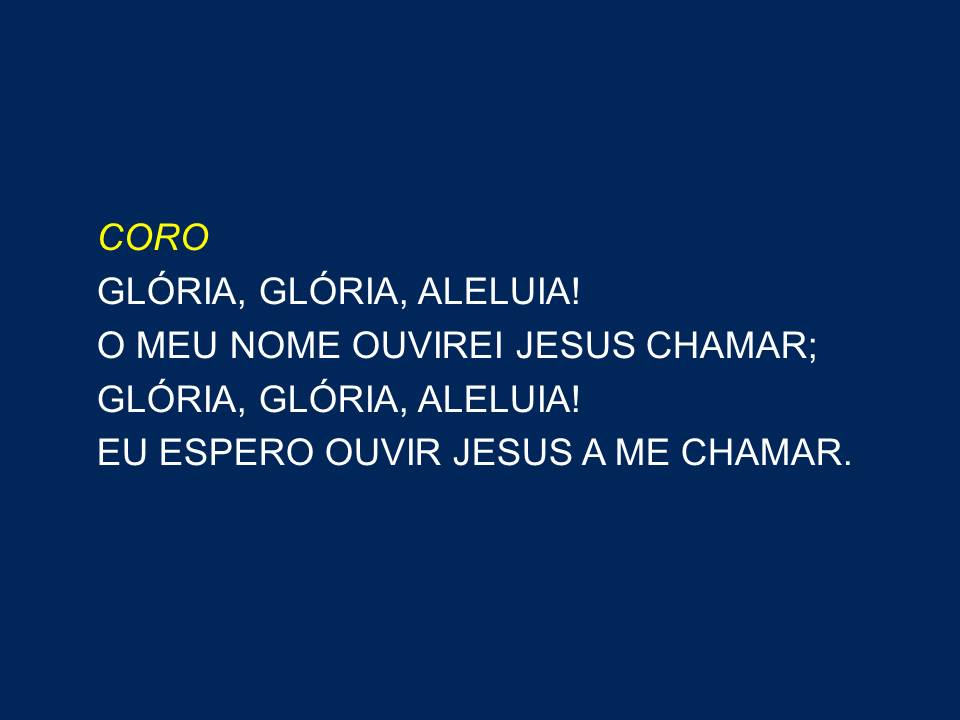 CORO
GLÓRIA, GLÓRIA, ALELUIA!
O MEU NOME OUVIREI JESUS CHAMAR;
GLÓRIA, GLÓRIA, ALELUIA!
EU ESPERO OUVIR JESUS A ME CHAMAR.